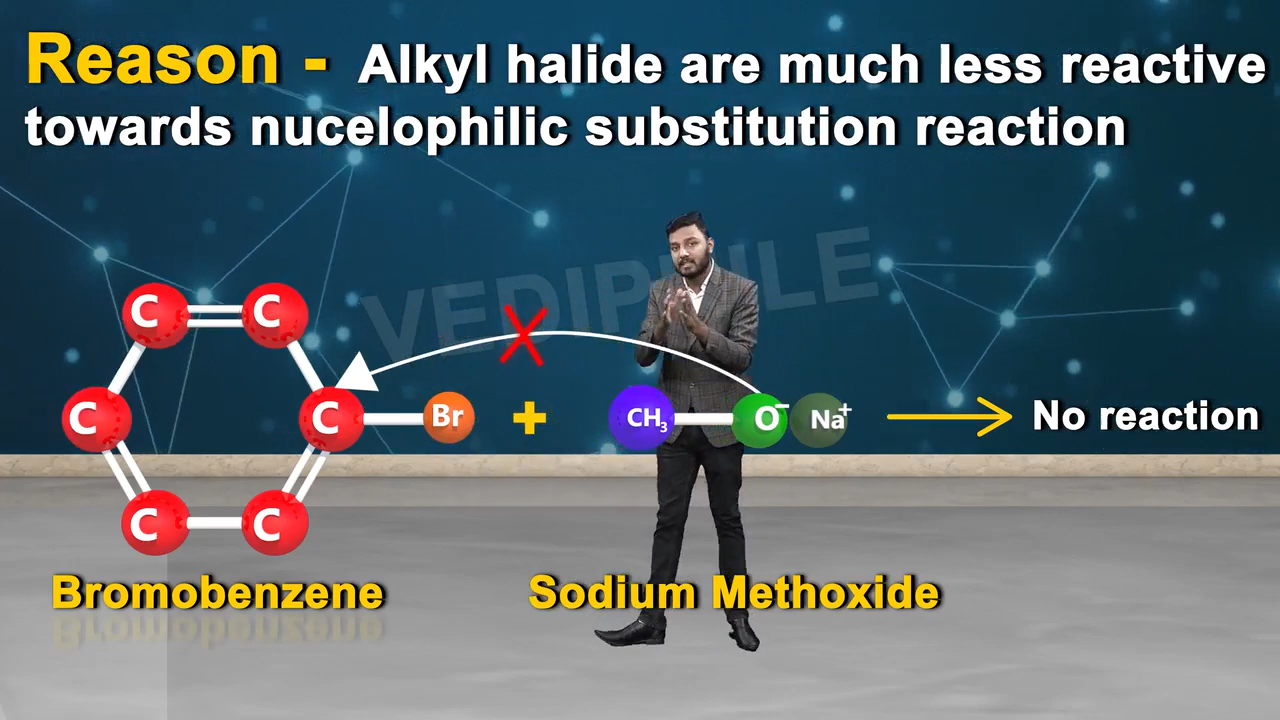 Reason - Alkyl halide are much less reactive
towards nucelophilic substitution reaction
VEDIPHILE
C C
C C Br + CH₃ O⁻ Na⁺ No reaction
C C
Bromobenzene Sodium Methoxide